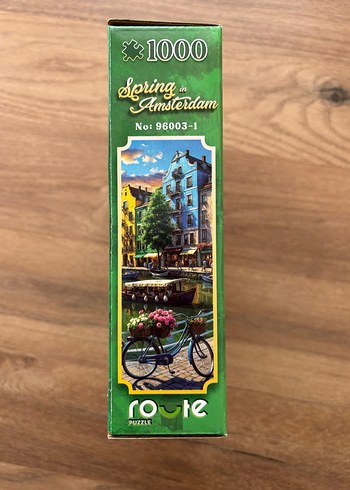 1000
Spring in
Amsterdam
No: 96003-1
route
PUZZLE